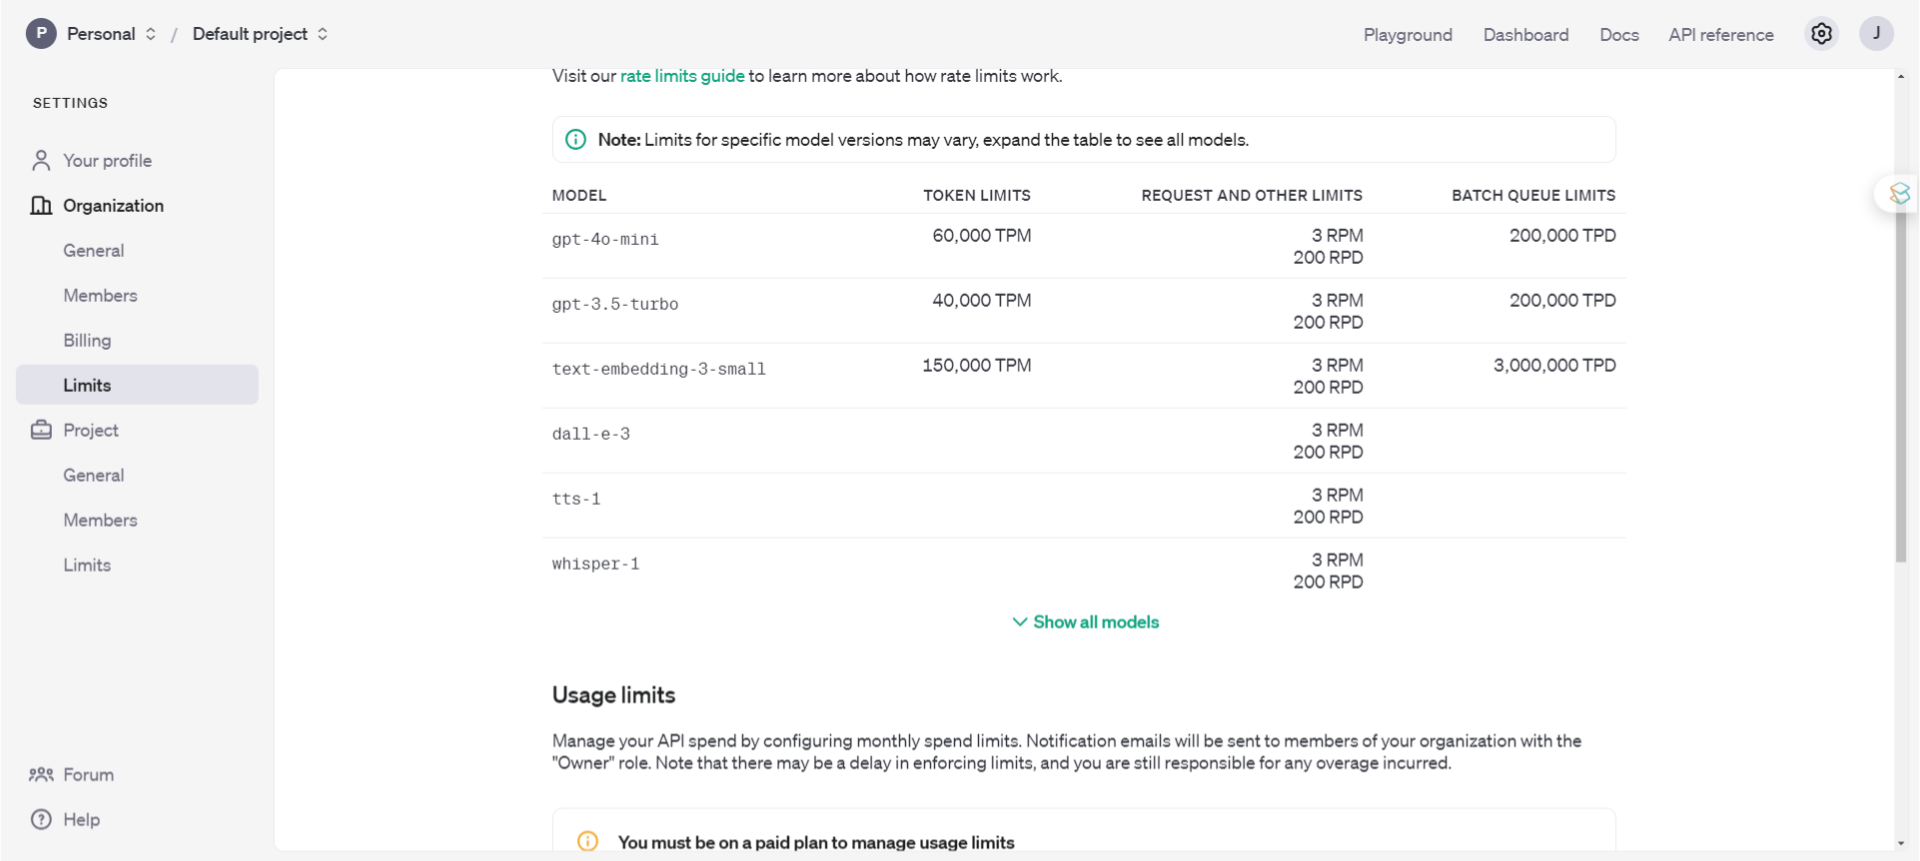 P Personal / Default project
Playground Dashboard Docs API reference J
SETTINGS
Your profile
Organization
General
Members
Billing
Limits
Project
General
Members
Limits
Forum
Help
Visit our rate limits guide to learn more about how rate limits work.
Note: Limits for specific model versions may vary, expand the table to see all models.
MODEL TOKEN LIMITS REQUEST AND OTHER LIMITS BATCH QUEUE LIMITS
gpt-4o-mini 60,000 TPM 3 RPM 200,000 TPD
200 RPD
gpt-3.5-turbo 40,000 TPM 3 RPM 200,000 TPD
200 RPD
text-embedding-3-small 150,000 TPM 3 RPM 3,000,000 TPD
200 RPD
dall-e-3 3 RPM
200 RPD
tts-1 3 RPM
200 RPD
whisper-1 3 RPM
200 RPD
Show all models
Usage limits
Manage your API spend by configuring monthly spend limits. Notification emails will be sent to members of your organization with the
"Owner" role. Note that there may be a delay in enforcing limits, and you are still responsible for any overage incurred.
You must be on a paid plan to manage usage limits